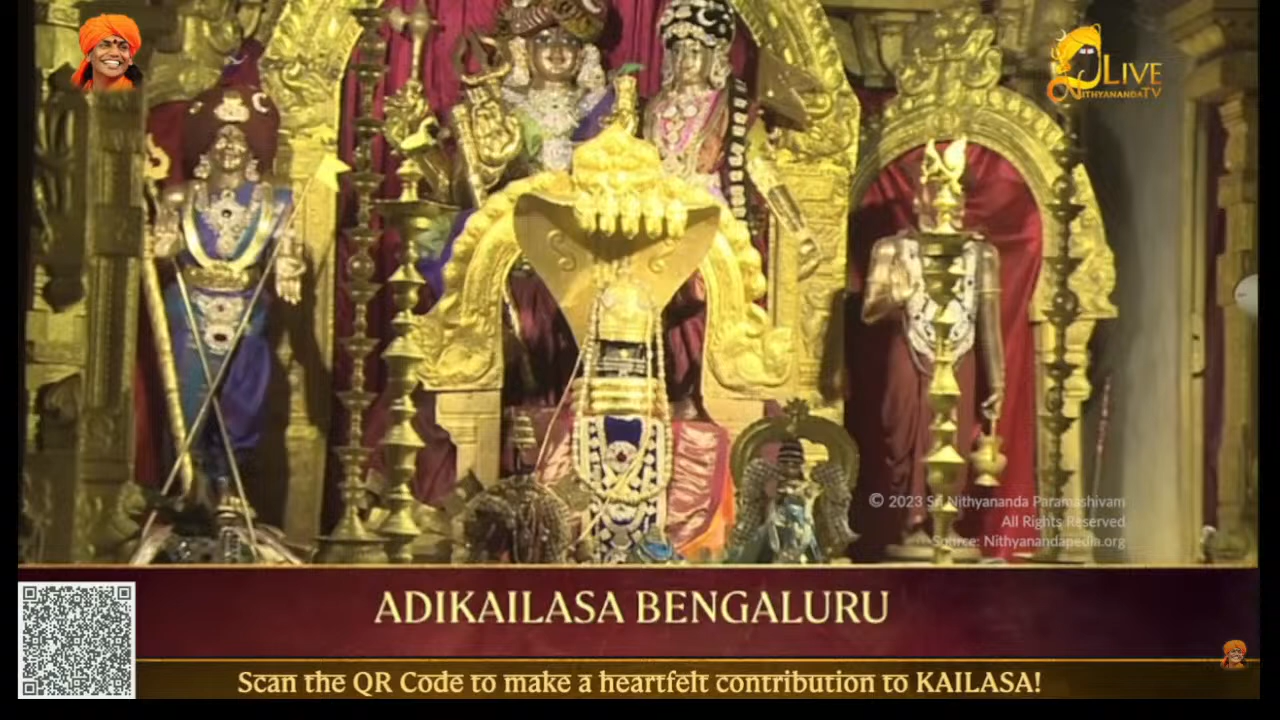 LIVE
NITHYANANDATV
© 2023 Sri Nithyananda Paramashivam
All Rights Reserved
Source: Nithyanandapedia.org
ADIKAILASA BENGALURU
Scan the QR Code to make a heartfelt contribution to KAILASA!